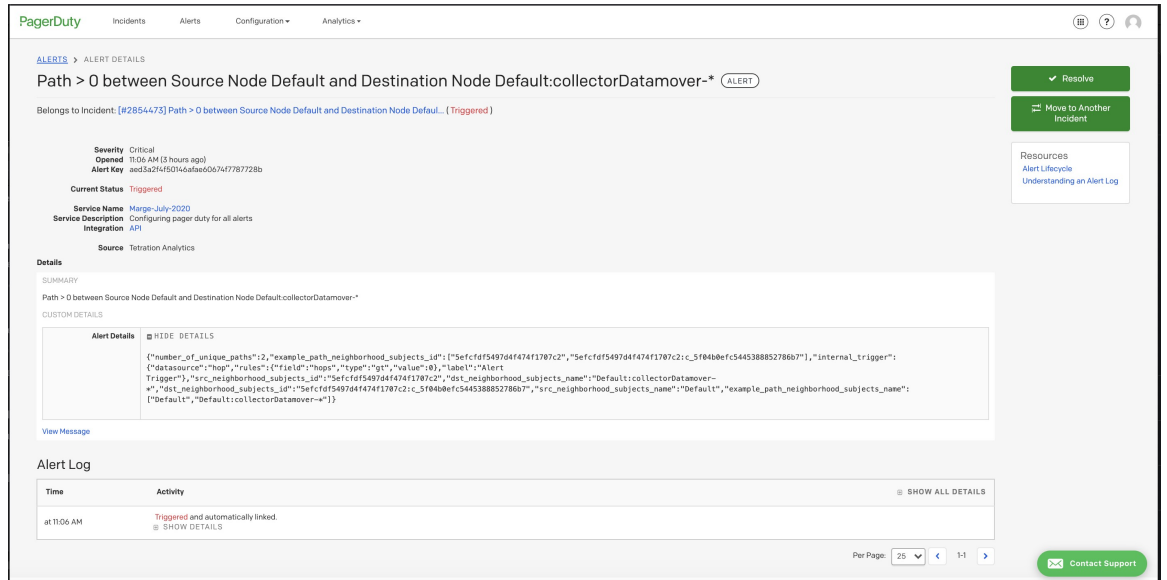 PagerDuty Incidents Alerts Configuration Analytics ?
ALERTS > ALERT DETAILS
Path > 0 between Source Node Default and Destination Node Default:collectorDatamover-* ALERT
Resolve
Belongs to Incident: [#2854473] Path > 0 between Source Node Default and Destination Node Defaul... ( Triggered )
Move to Another
Incident
Severity Critical
Opened 11:06 AM (3 hours ago)
Alert Key aed3a2f4f50146afae60674f7787728b
Current Status Triggered
Service Name Marge-July-2020
Service Description Configuring pager duty for all alerts
Integration API
Source Tetration Analytics
Resources
Alert Lifecycle
Understanding an Alert Log
Details
SUMMARY
Path > 0 between Source Node Default and Destination Node Default:collectorDatamover-*
CUSTOM DETAILS
Alert Details HIDE DETAILS
{"number_of_unique_paths":2,"example_path_neighborhood_subjects_id":["5efcfdf5497d4f474f1707c2","5efcfdf5497d4f474f1707c2:c_5f04b0efc5445388852786b7"],"internal_trigger":
{"datasource":"hop","rules":{"field":"hops","type":"gt","value":0},"label":"Alert
Trigger"},"src_neighborhood_subjects_id":"5efcfdf5497d4f474f1707c2","dst_neighborhood_subjects_name":"Default:collectorDatamover-
*","dst_neighborhood_subjects_id":"5efcfdf5497d4f474f1707c2:c_5f04b0efc5445388852786b7","src_neighborhood_subjects_name":"Default","example_path_neighborhood_subjects_name":
["Default","Default:collectorDatamover-*"]}
View Message
Alert Log
Time Activity SHOW ALL DETAILS
at 11:06 AM Triggered and automatically linked.
SHOW DETAILS
Per Page: 25 1-1
Contact Support